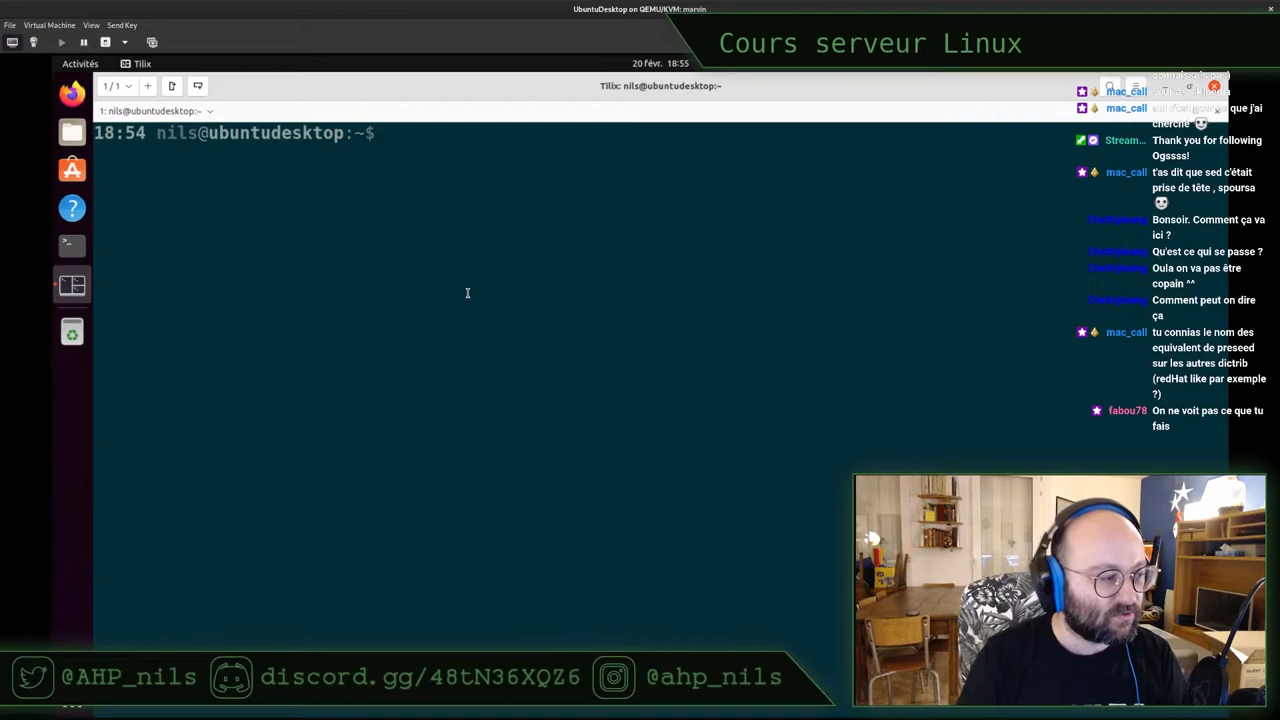 UbuntuDesktop on QEMU/KVM: marvin
File Virtual Machine View Send Key
Cours serveur Linux
Activités Tilix 20 févr. 18:55
1 / 1 Tilix: nils@ubuntudesktop:~
1: nils@ubuntudesktop:~
18:54 nils@ubuntudesktop:~$
connaissais pas)
mac_call
mac_call que j'ai
cherché
Stream... Thank you for following
Ogssss!
mac_call t'as dit que sed c'était
prise de tête , spoursa
Bonsoir. Comment ça va
ici ?
Qu'est ce qui se passe ?
Oula on va pas être
copain ^^
Comment peut on dire
ça
mac_call tu connias le nom des
equivalent de preseed
sur les autres dictrib
(redHat like par exemple
?)
fabou78 On ne voit pas ce que tu
fais
@AHP_nils discord.gg/48tN36XQZ6 @ahp_nils